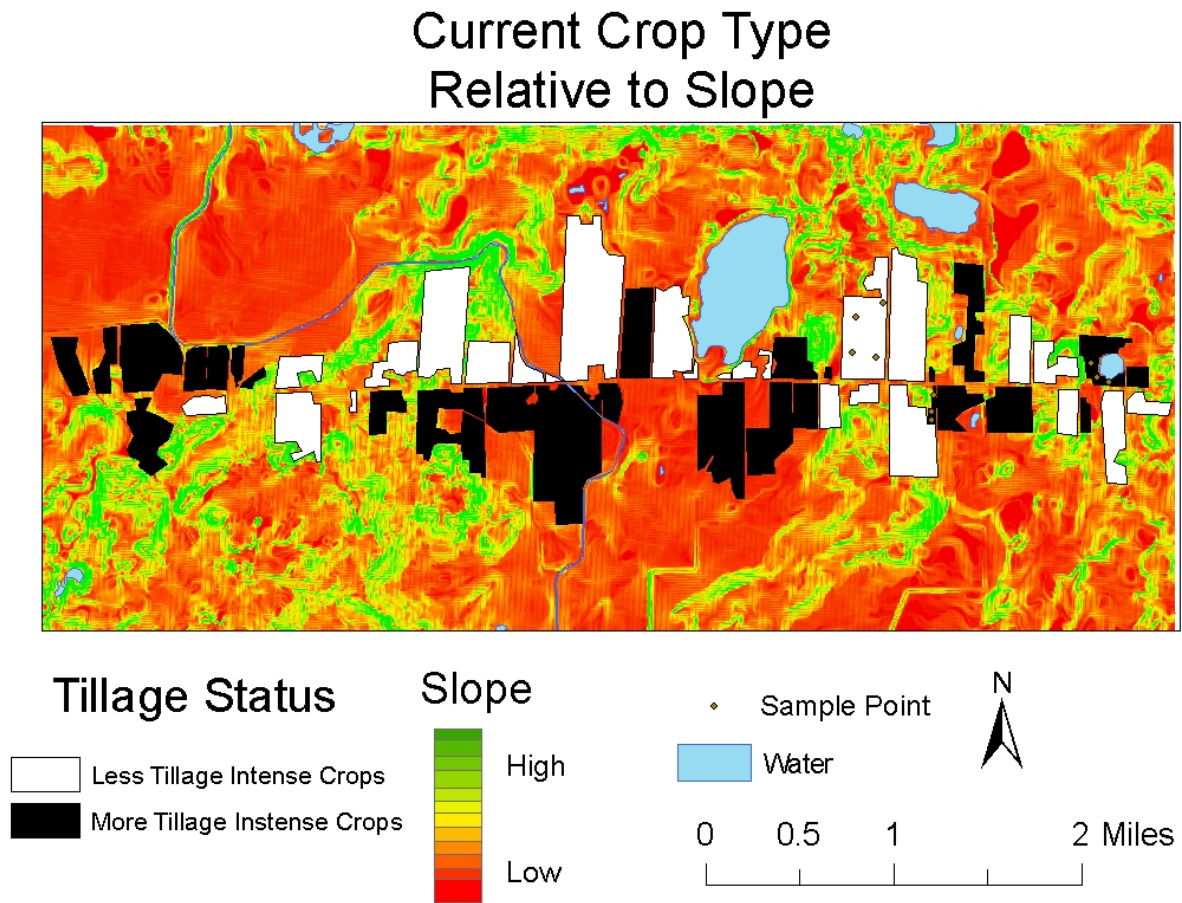 Current Crop Type
Relative to Slope
Tillage Status
Less Tillage Intense Crops
More Tillage Instense Crops
Slope
High
Low
Sample Point
Water
N
0 0.5 1 2 Miles